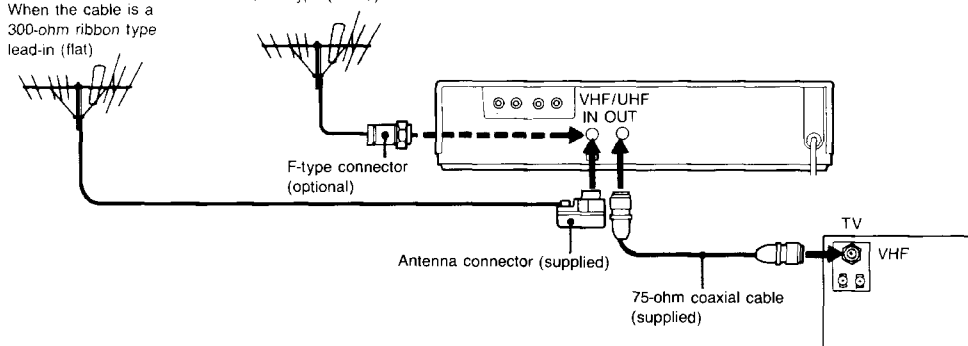 When the cable is a
300-ohm ribbon type
lead-in (flat)
VHF/UHF
IN OUT
F-type connector
(optional)
Antenna connector (supplied)
TV
VHF
75-ohm coaxial cable
(supplied)